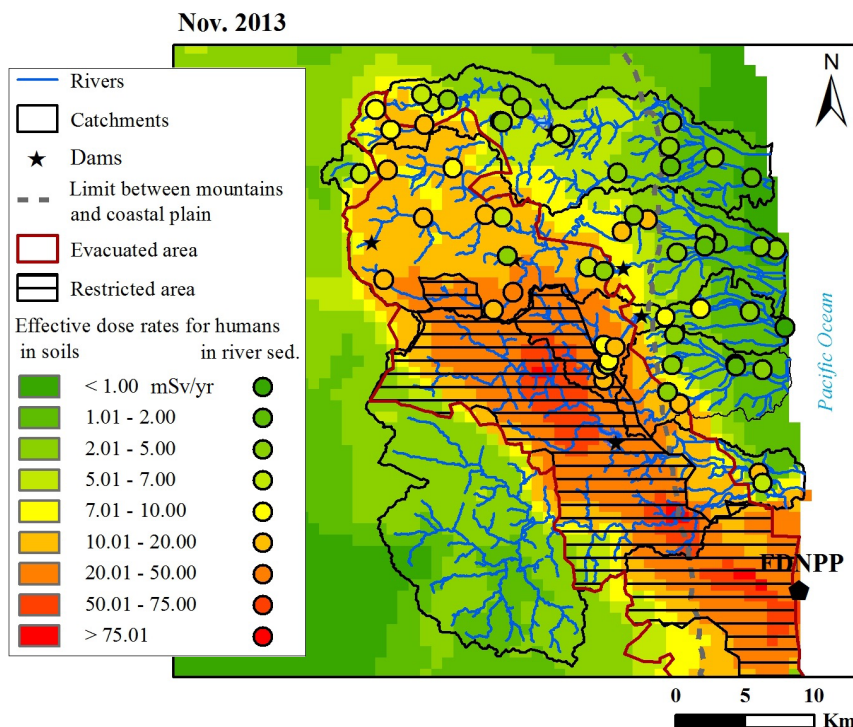 Nov. 2013
Rivers
Catchments
Dams
Limit between mountains
and coastal plain
Evacuated area
Restricted area
Effective dose rates for humans
in soils in river sed.
< 1.00 mSv/yr
1.01 - 2.00
2.01 - 5.00
5.01 - 7.00
7.01 - 10.00
10.01 - 20.00
20.01 - 50.00
50.01 - 75.00
> 75.01
N
Pacific Ocean
FDNPP
0 5 10
Km